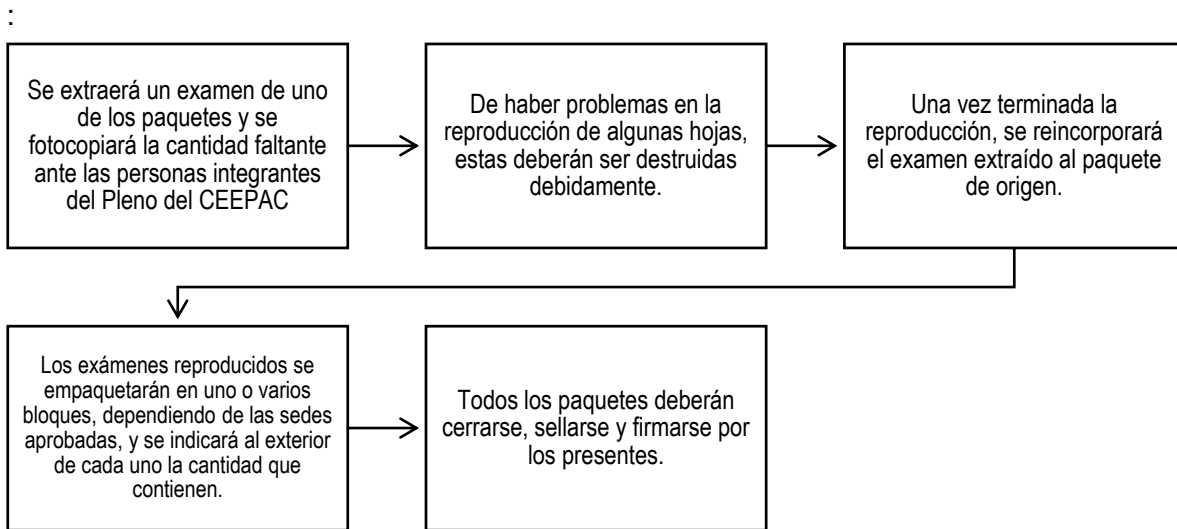 :
Se extraerá un examen de uno
de los paquetes y se
fotocopiará la cantidad faltante
ante las personas integrantes
del Pleno del CEEPAC
De haber problemas en la
reproducción de algunas hojas,
estas deberán ser destruidas
debidamente.
Una vez terminada la
reproducción, se reincorporará
el examen extraído al paquete
de origen.
Los exámenes reproducidos se
empaquetarán en uno o varios
bloques, dependiendo de las sedes
aprobadas, y se indicará al exterior
de cada uno la cantidad que
contienen.
Todos los paquetes deberán
cerrarse, sellarse y firmarse por
los presentes.